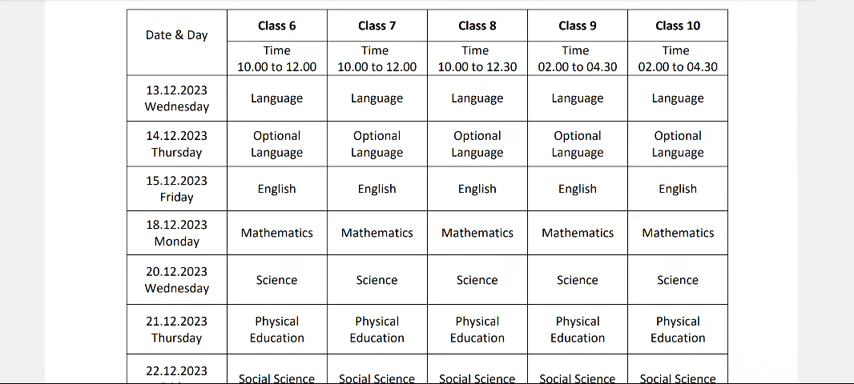 Date & Day Class 6 Class 7 Class 8 Class 9 Class 10
Time Time Time Time Time
10.00 to 12.00 10.00 to 12.00 10.00 to 12.30 02.00 to 04.30 02.00 to 04.30
13.12.2023
Wednesday Language Language Language Language Language
14.12.2023 Optional Optional Optional Optional Optional
Thursday Language Language Language Language Language
15.12.2023
Friday English English English English English
18.12.2023
Monday Mathematics Mathematics Mathematics Mathematics Mathematics
20.12.2023
Wednesday Science Science Science Science Science
21.12.2023 Physical Physical Physical Physical Physical
Thursday Education Education Education Education Education
22.12.2023
Social Science Social Science Social Science Social Science Social Science